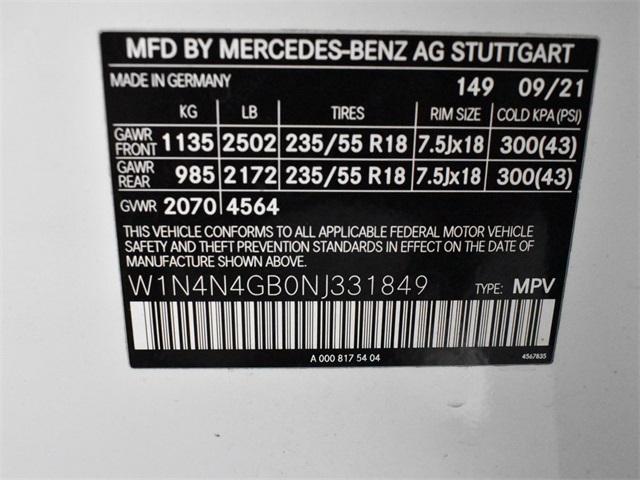 MFD BY MERCEDES-BENZ AG STUTTGART
MADE IN GERMANY 149 09/21
KG LB TIRES RIM SIZE COLD KPA (PSI)
GAWR FRONT 1135 2502 235/55 R18 7.5Jx18 300(43)
GAWR REAR 985 2172 235/55 R18 7.5Jx18 300(43)
GVWR 2070 4564
THIS VEHICLE CONFORMS TO ALL APPLICABLE FEDERAL MOTOR VEHICLE
SAFETY AND THEFT PREVENTION STANDARDS IN EFFECT ON THE DATE OF
MANUFACTURE SHOWN ABOVE.
W1N4N4GB0NJ331849 TYPE: MPV
A 000 817 54 04 4567835